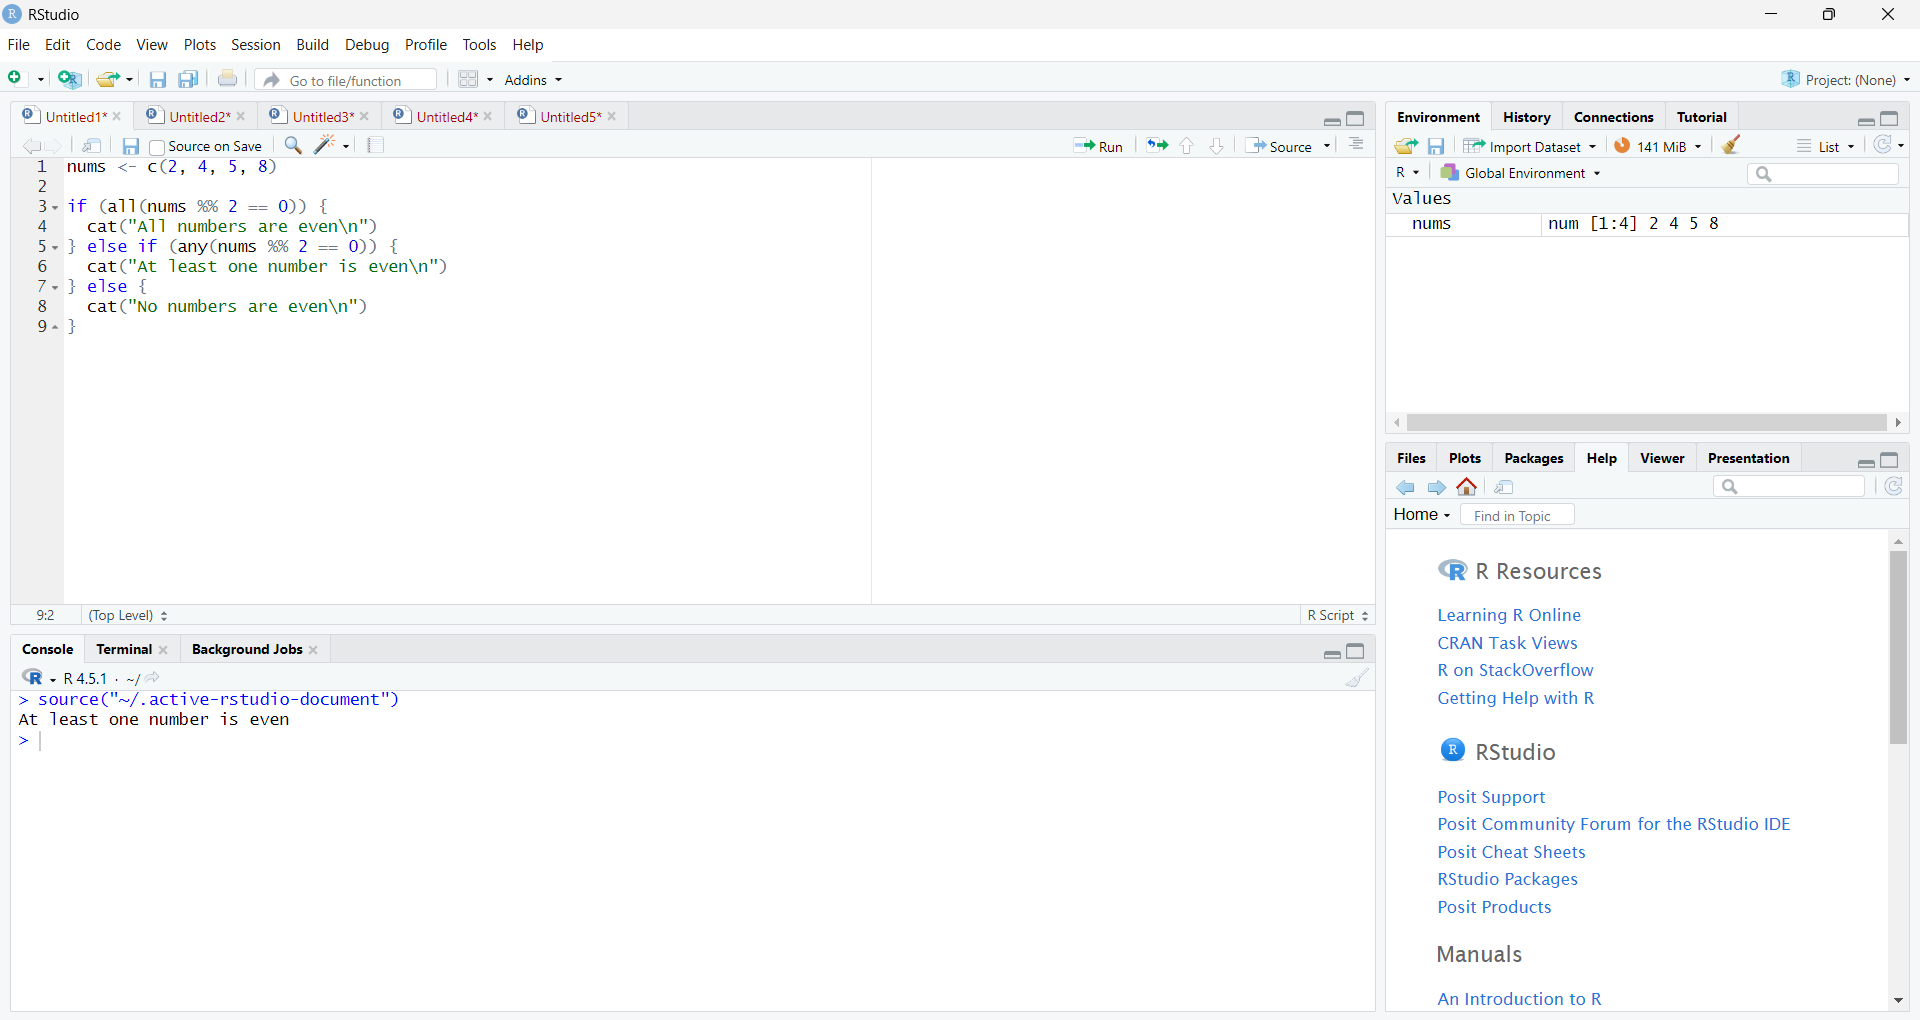 RStudio
File Edit Code View Plots Session Build Debug Profile Tools Help
Go to file/function Addins Project: (None)
Untitled1* Untitled2* Untitled3* Untitled4* Untitled5*
Source on Save Run Source
1 nums <- c(2, 4, 5, 8)
2
3 if (all(nums %% 2 == 0)) {
4   cat("All numbers are even\n")
5 } else if (any(nums %% 2 == 0)) {
6   cat("At least one number is even\n")
7 } else {
8   cat("No numbers are even\n")
9 }
9:2 (Top Level) R Script
Console Terminal Background Jobs
R 4.5.1 · ~/
> source("~/.active-rstudio-document")
At least one number is even
>
Environment History Connections Tutorial
Import Dataset 141 MiB List
R Global Environment
Values
nums num [1:4] 2 4 5 8
Files Plots Packages Help Viewer Presentation
Home Find in Topic
R Resources
Learning R Online
CRAN Task Views
R on StackOverflow
Getting Help with R
RStudio
Posit Support
Posit Community Forum for the RStudio IDE
Posit Cheat Sheets
RStudio Packages
Posit Products
Manuals
An Introduction to R